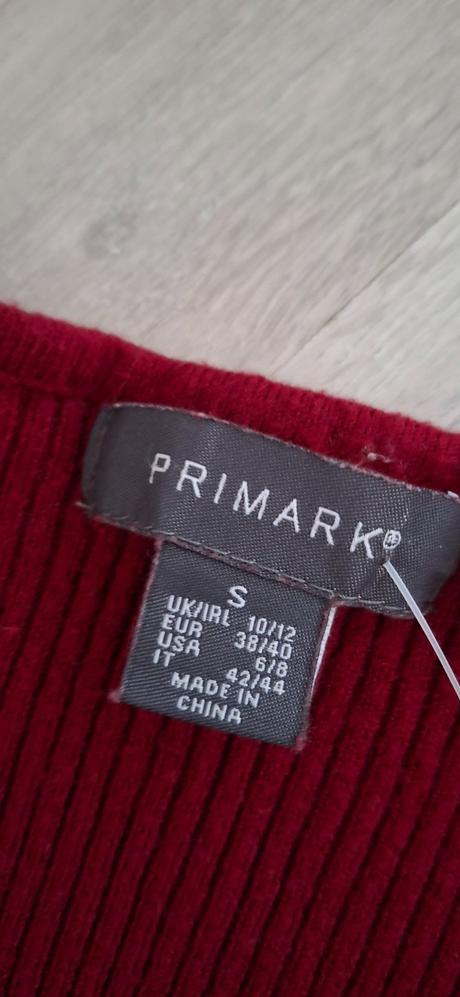 PRIMARK®
S
UK/IRL 10/12
EUR 38/40
USA 6/8
IT 42/44
MADE IN
CHINA